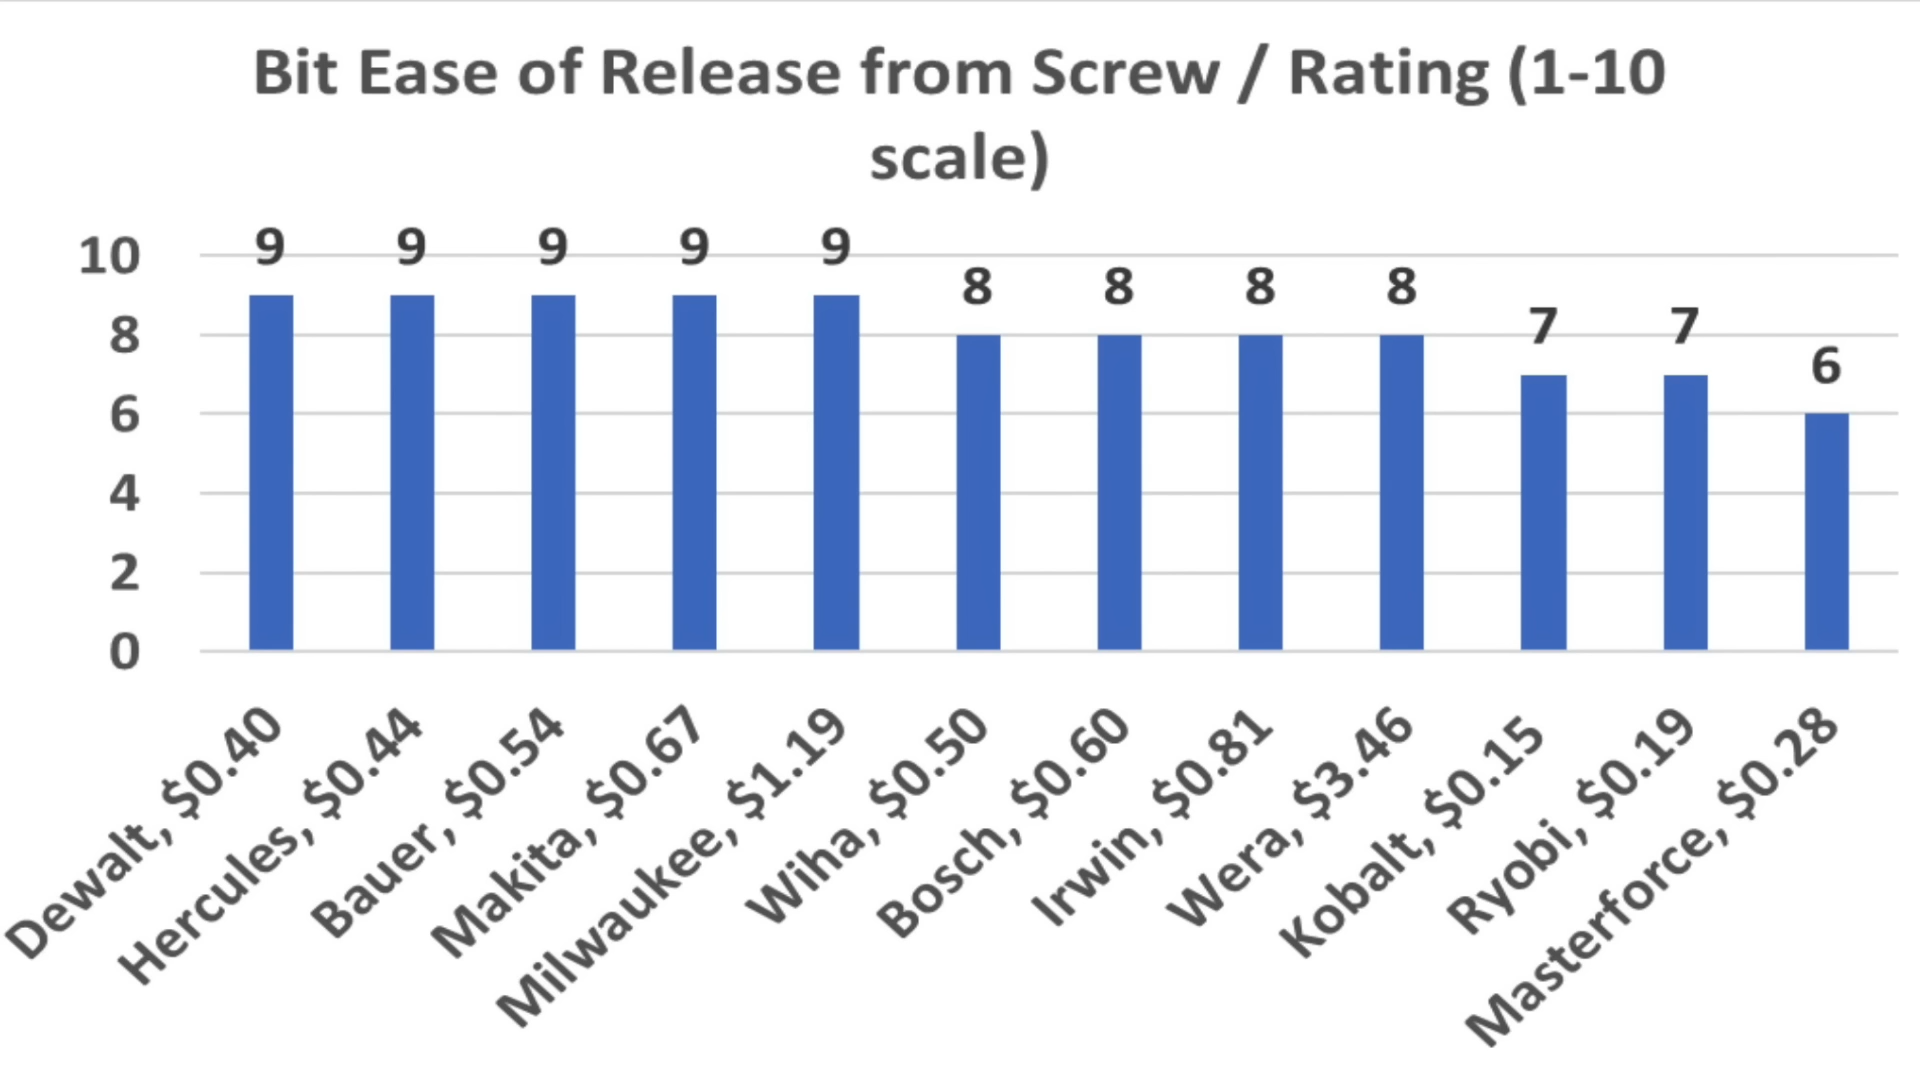 Bit Ease of Release from Screw / Rating (1-10
scale)
10
8
6
4
2
0
9
9
9
9
9
8
8
8
8
7
7
6
Dewalt, $0.40
Hercules, $0.44
Bauer, $0.54
Makita, $0.67
Milwaukee, $1.19
Wiha, $0.50
Bosch, $0.60
Irwin, $0.81
Wera, $3.46
Kobalt, $0.15
Ryobi, $0.19
Masterforce, $0.28